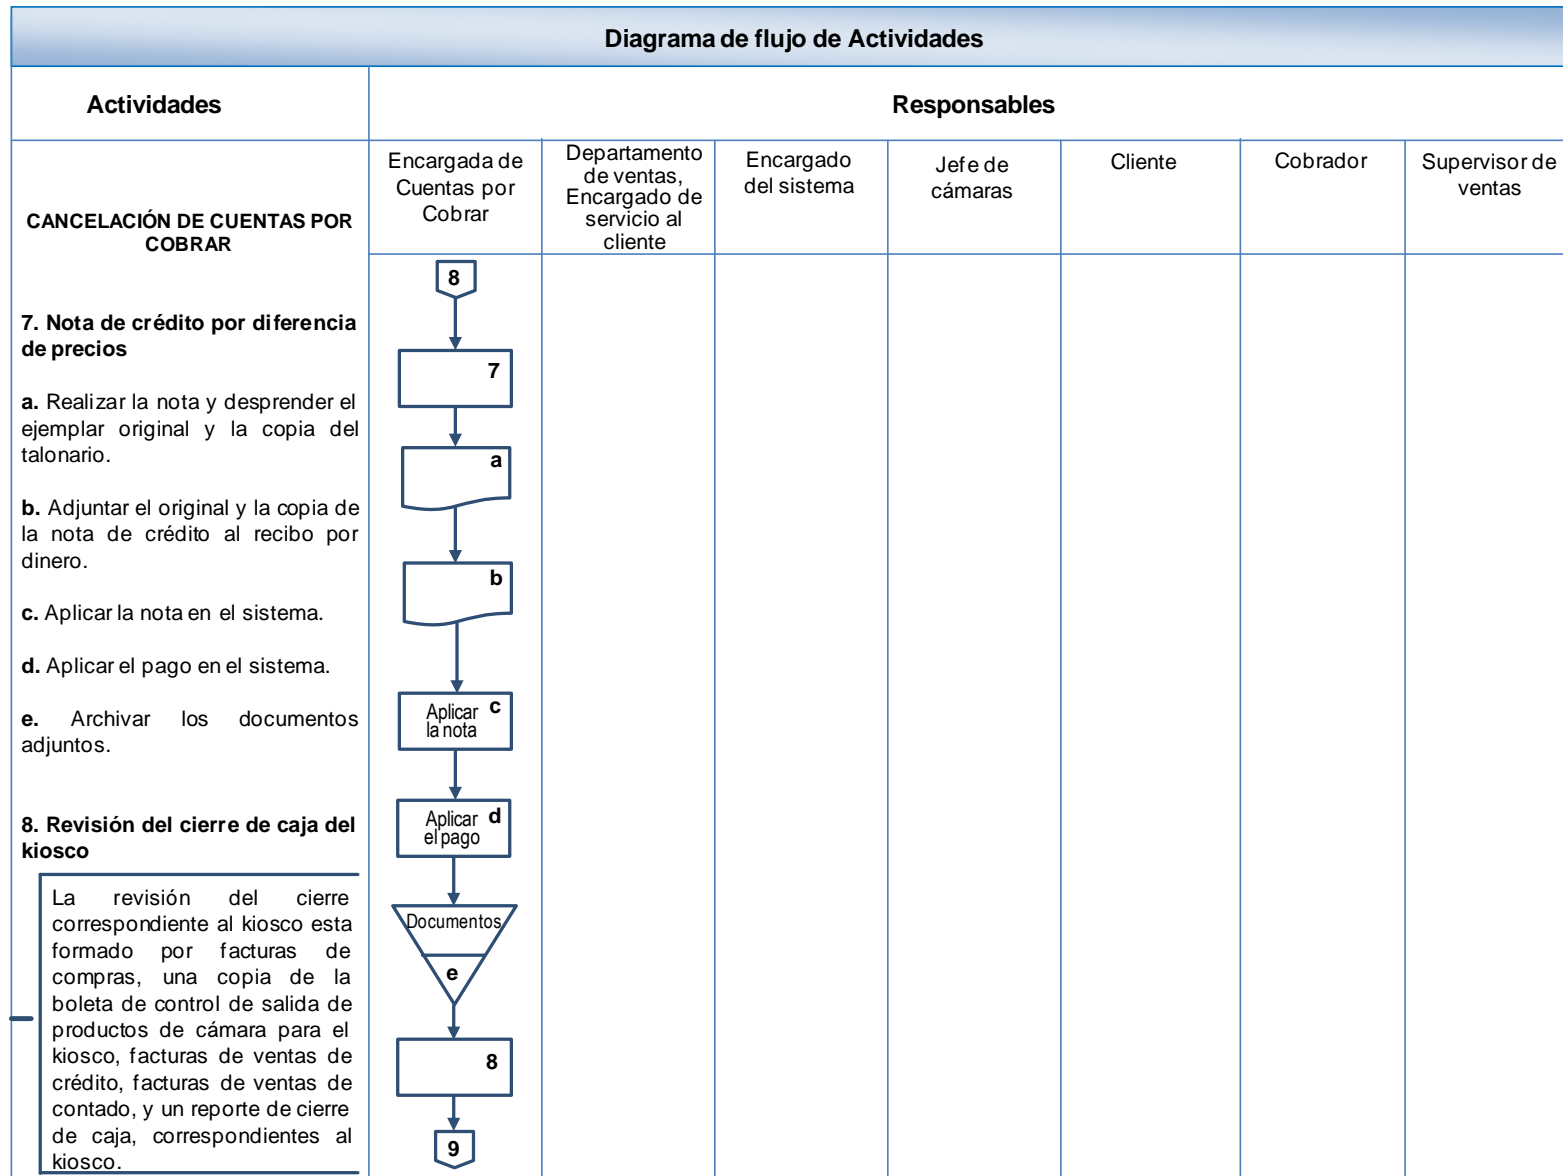 Diagrama de flujo de Actividades
Actividades
Responsables
CANCELACIÓN DE CUENTAS POR
COBRAR
Encargada de
Cuentas por
Cobrar
Departamento
de ventas,
Encargado de
servicio al
cliente
Encargado
del sistema
Jefe de
cámaras
Cliente
Cobrador
Supervisor de
ventas
7. Nota de crédito por diferencia
de precios
a. Realizar la nota y desprender el
ejemplar original y la copia del
talonario.
b. Adjuntar el original y la copia de
la nota de crédito al recibo por
dinero.
c. Aplicar la nota en el sistema.
d. Aplicar el pago en el sistema.
e. Archivar los documentos
adjuntos.
8. Revisión del cierre de caja del
kiosco
La revisión del cierre
correspondiente al kiosco esta
formado por facturas de
compras, una copia de la
boleta de control de salida de
productos de cámara para el
kiosco, facturas de ventas de
crédito, facturas de ventas de
contado, y un reporte de cierre
de caja, correspondientes al
kiosco.
8
7
a
b
Aplicar c
la nota
Aplicar d
el pago
Documentos
e
8
9